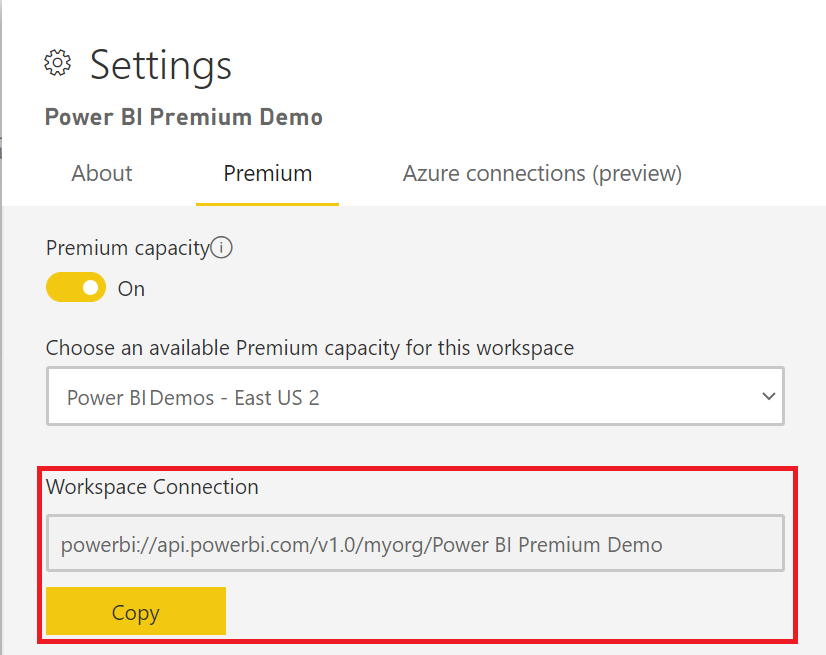 Settings
Power BI Premium Demo
About Premium Azure connections (preview)
Premium capacity
On
Choose an available Premium capacity for this workspace
Power BI Demos - East US 2
Workspace Connection
powerbi://api.powerbi.com/v1.0/myorg/Power BI Premium Demo
Copy